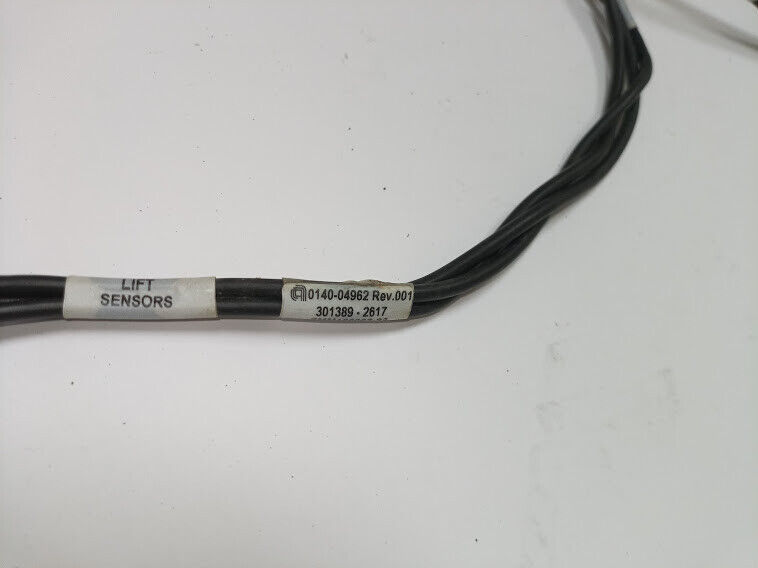 LIFT
SENSORS
0140-04962 Rev.001
301389 - 2617